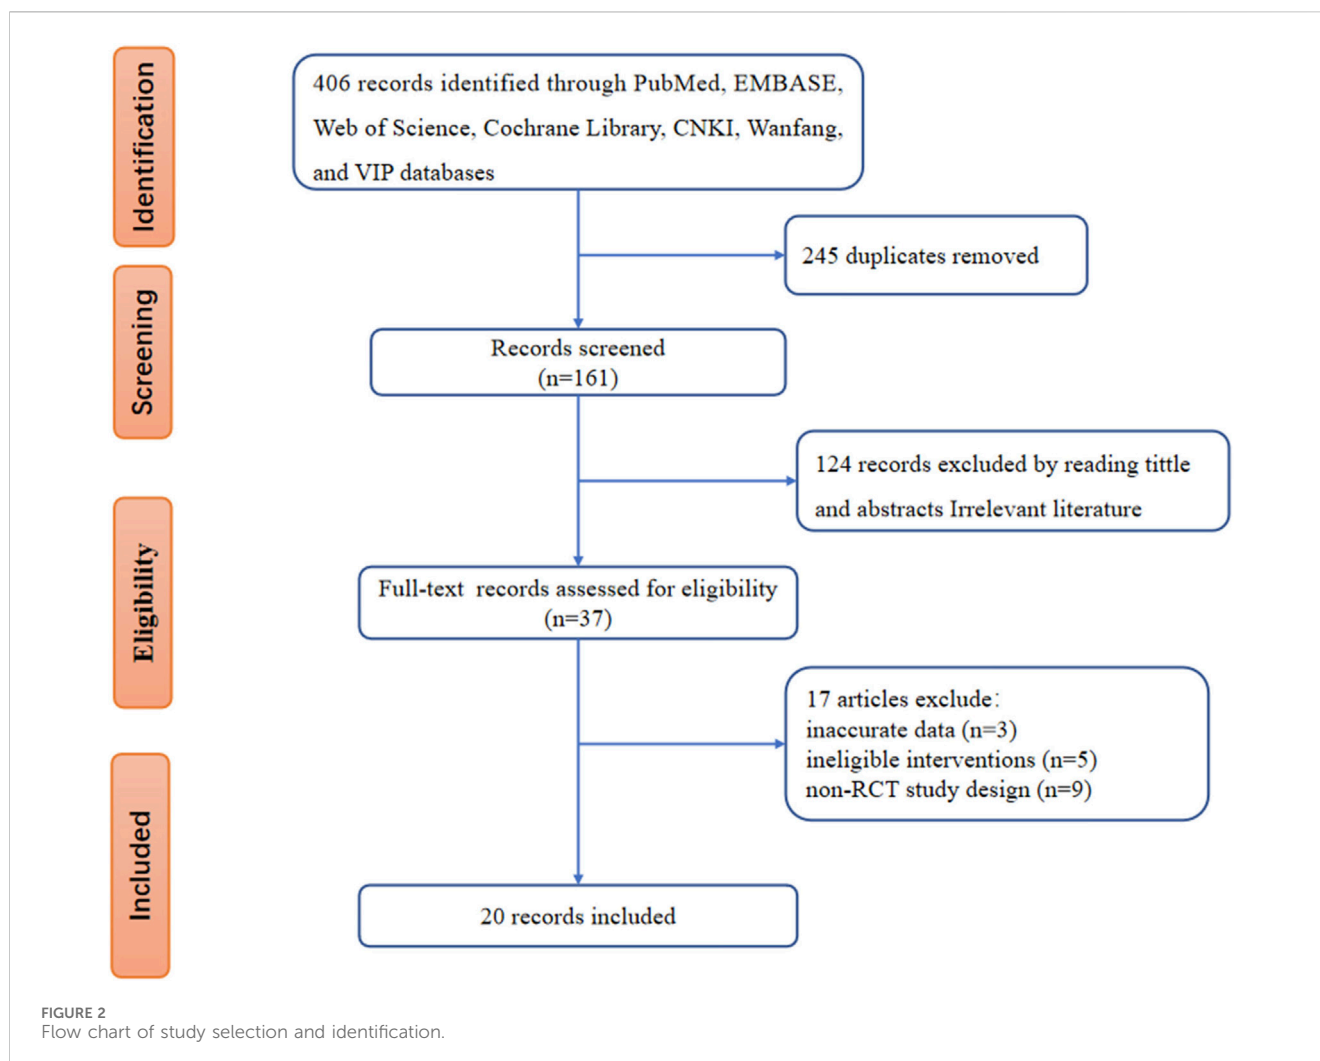 Identification
406 records identified through PubMed, EMBASE,
Web of Science, Cochrane Library, CNKI, Wanfang,
and VIP databases
245 duplicates removed
Screening
Records screened
(n=161)
124 records excluded by reading tittle
and abstracts Irrelevant literature
Eligibility
Full-text records assessed for eligibility
(n=37)
17 articles exclude:
inaccurate data (n=3)
ineligible interventions (n=5)
non-RCT study design (n=9)
Included
20 records included
FIGURE 2
Flow chart of study selection and identification.